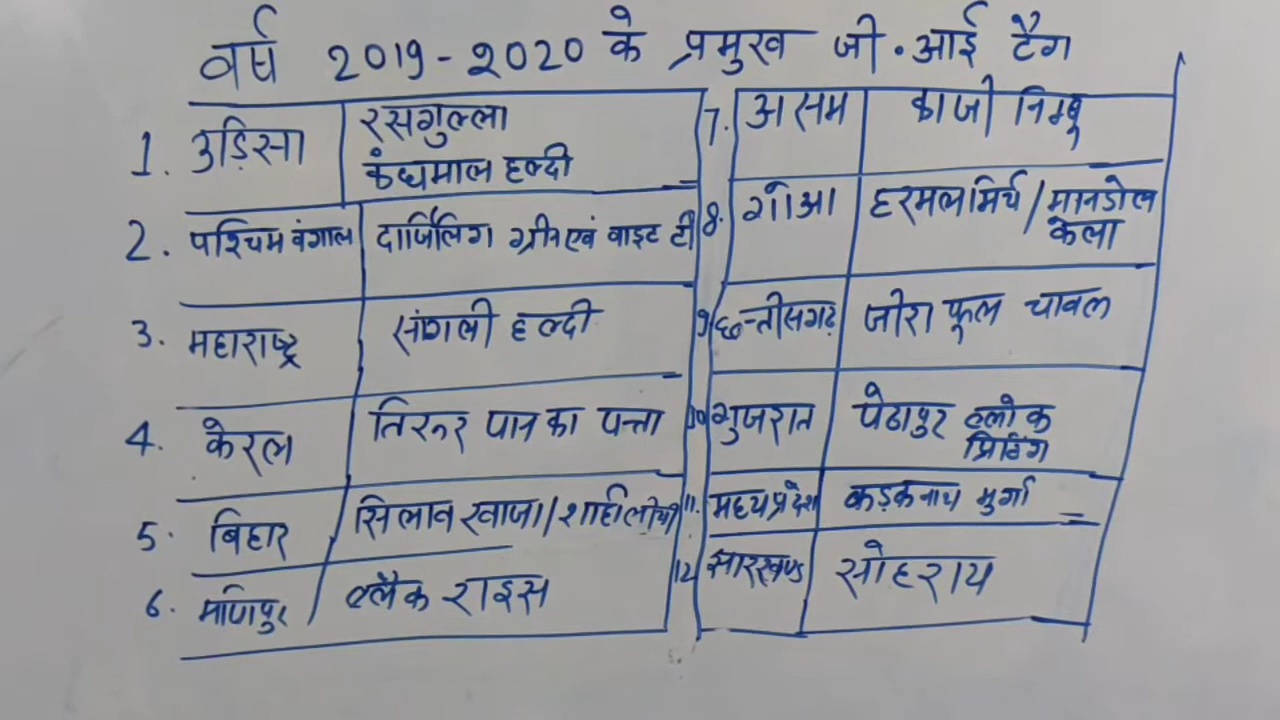 वर्ष 2019-2020 के प्रमुख जी.आई टैग
1. उड़िसा रसगुल्ला
कंधमाल हल्दी
2. पश्चिम बंगाल दार्जिलिंग ग्रीन एवं वाइट टी
3. महाराष्ट्र सांगली हल्दी
4. केरल तिरुर पान का पत्ता
5. बिहार सिलाव खाजा/शाही लीची
6. मणिपुर ब्लैक राइस
7. असम काजी निम्बू
8. गोआ हरमल मिर्च/मानडोल
केला
9. छत्तीसगढ़ जीरा फूल चावल
10. गुजरात पेठापुर ब्लोक
प्रिटिंग
11. मध्य प्रदेश कड़कनाथ मुर्गा
12. झारखण्ड सोहराय